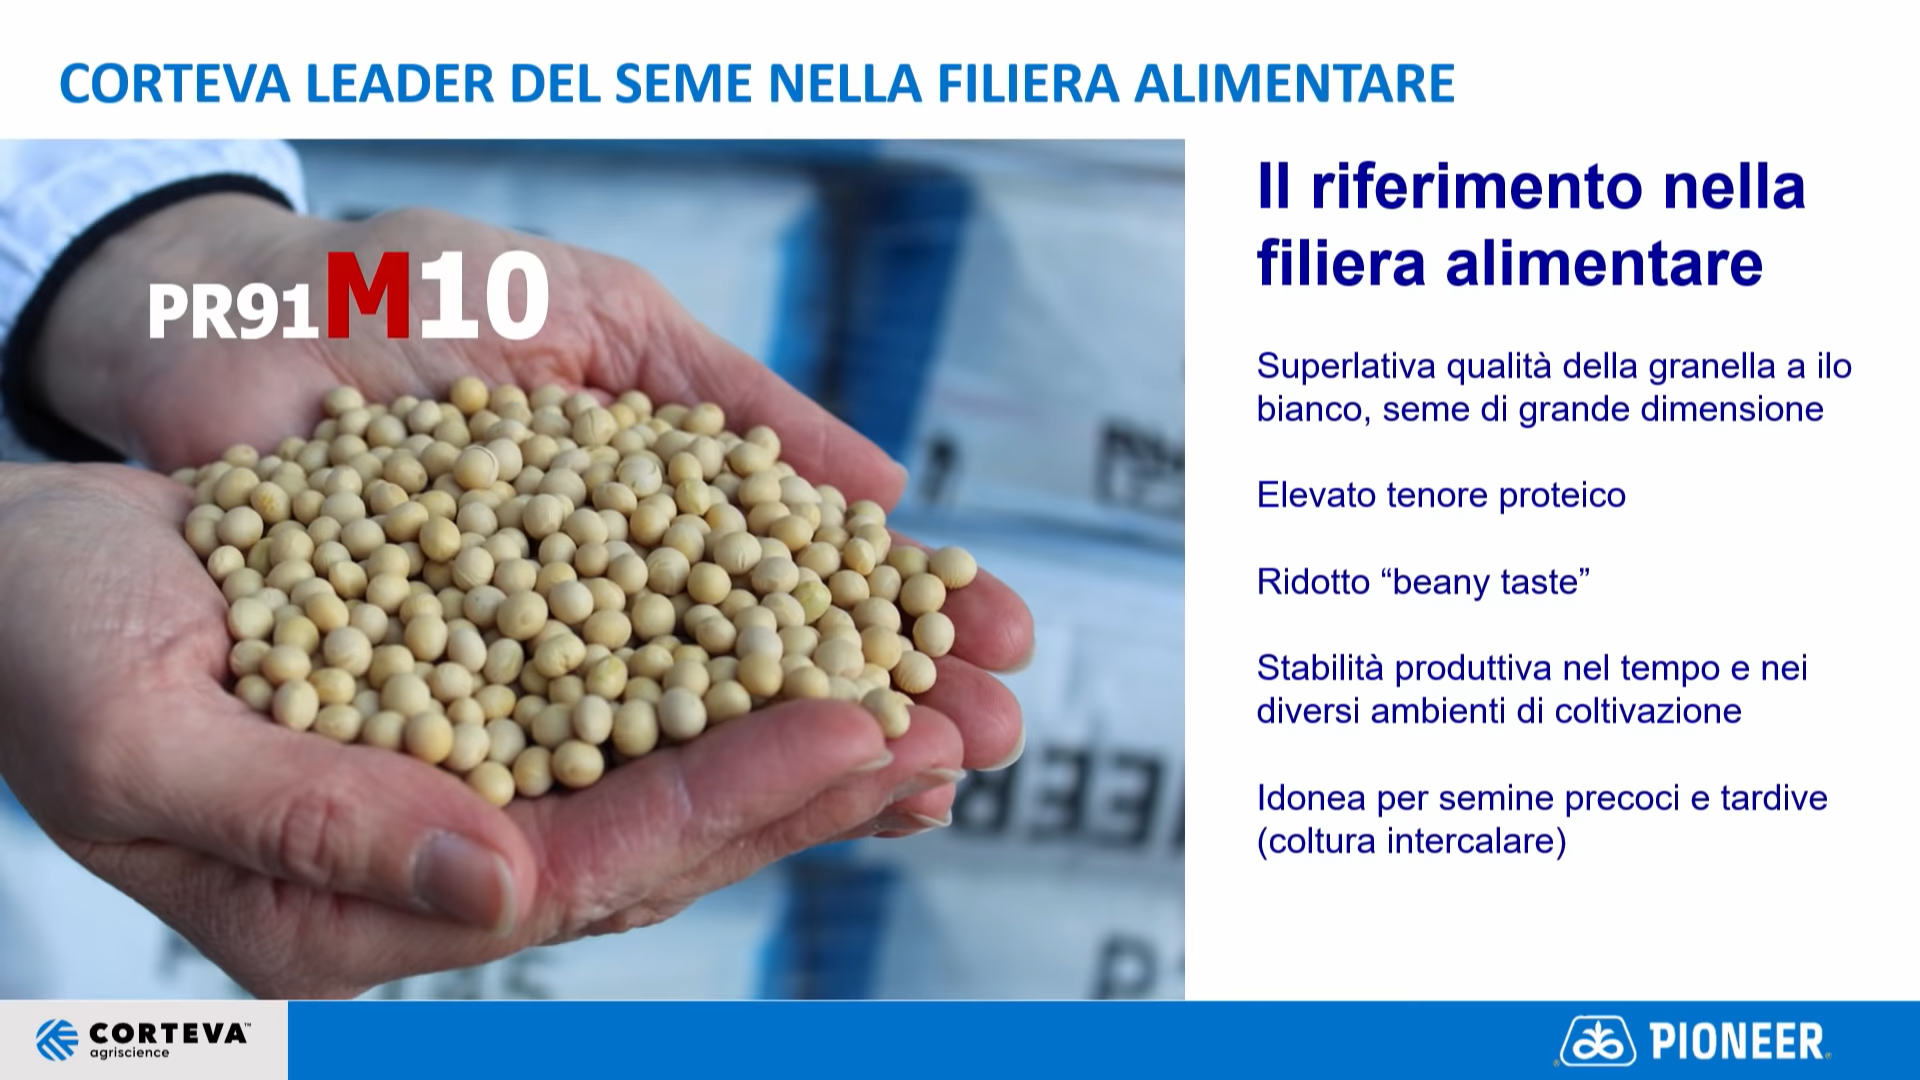 CORTEVA LEADER DEL SEME NELLA FILIERA ALIMENTARE
PR91M10
Il riferimento nella
filiera alimentare
Superlativa qualità della granella a ilo
bianco, seme di grande dimensione
Elevato tenore proteico
Ridotto “beany taste”
Stabilità produttiva nel tempo e nei
diversi ambienti di coltivazione
Idonea per semine precoci e tardive
(coltura intercalare)
CORTEVA™
agriscience
PIONEER®